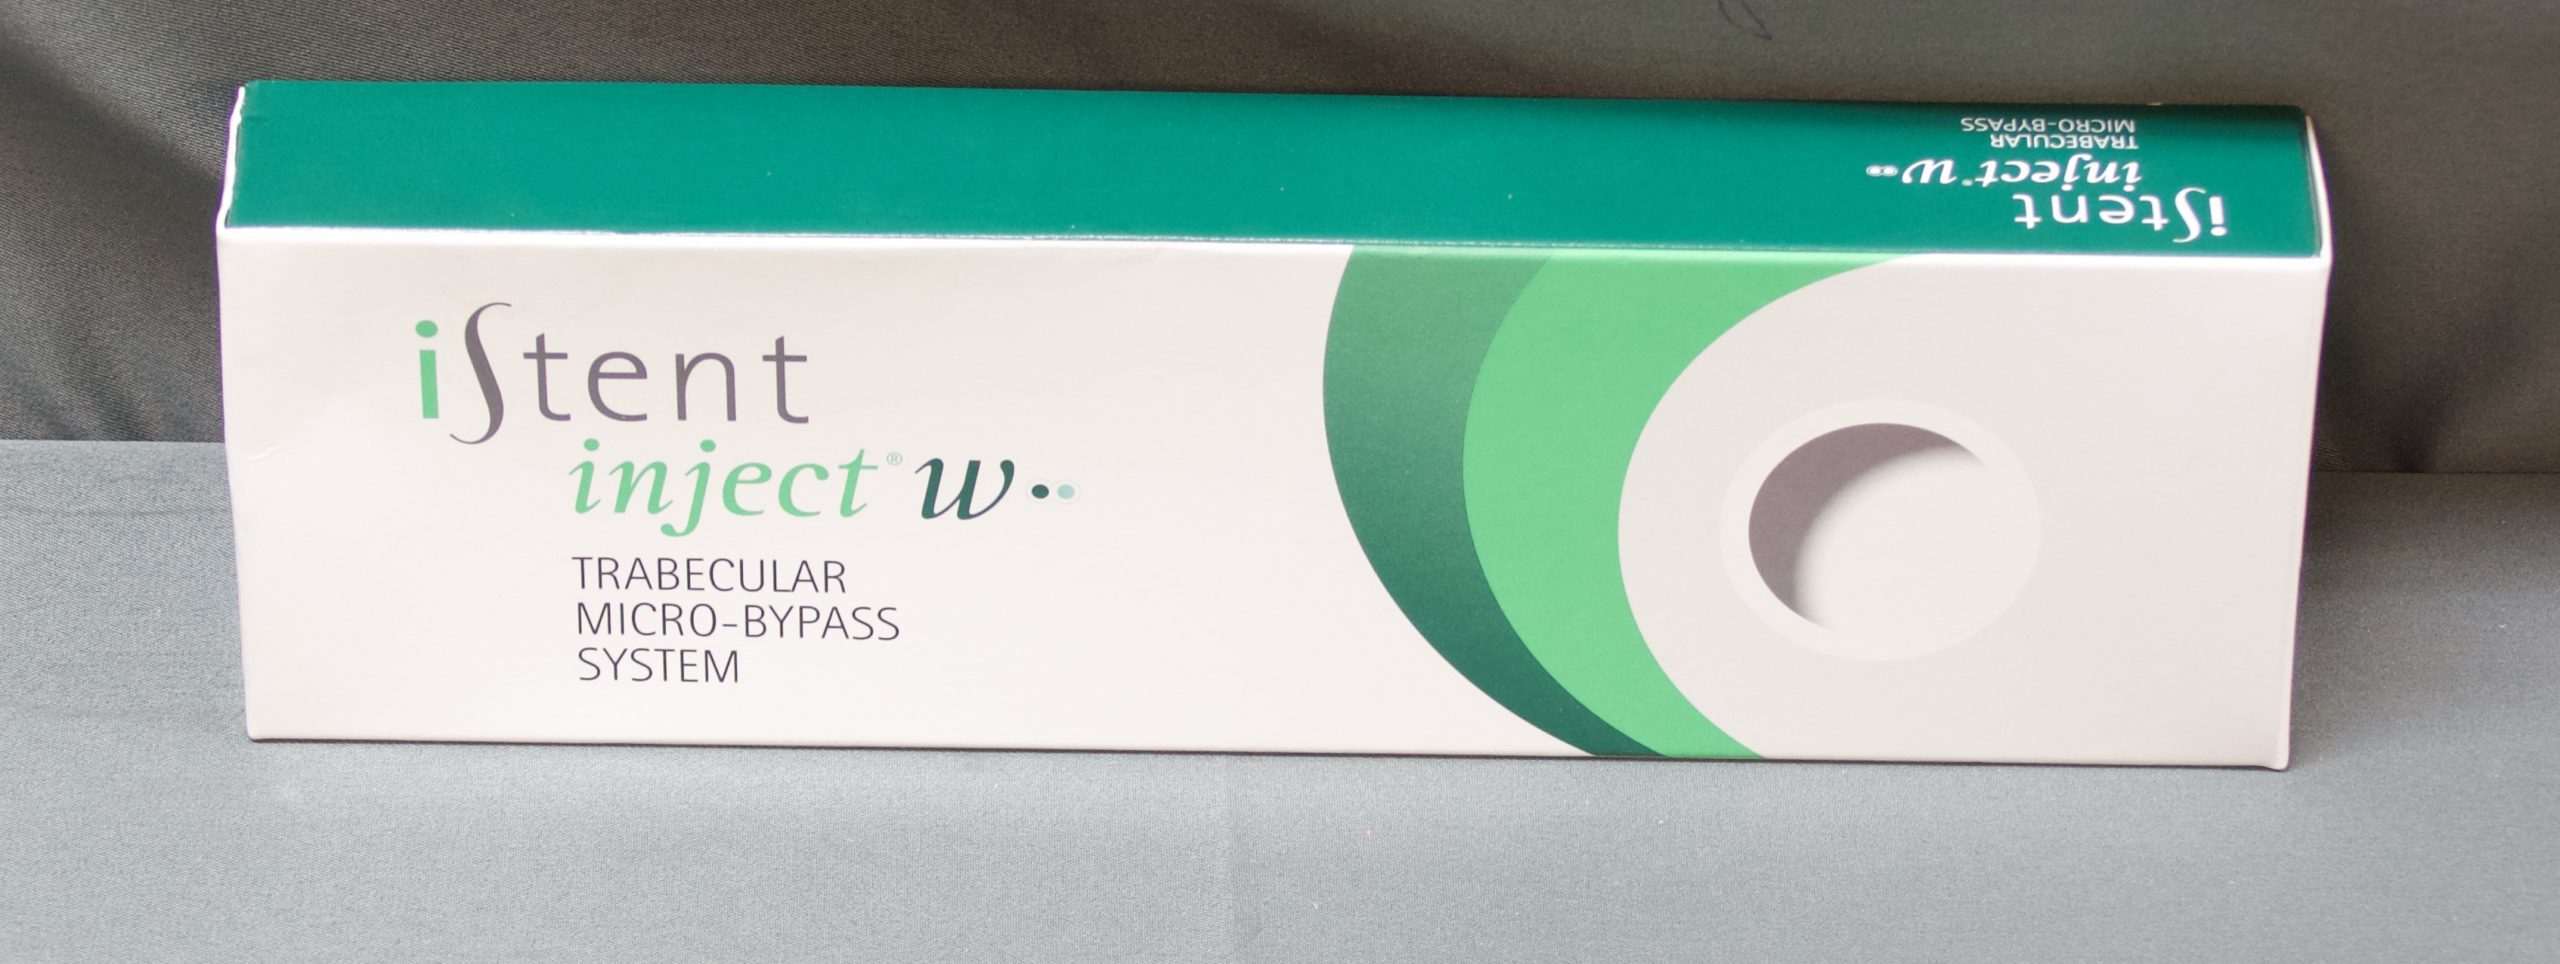 iStent
inject® W
TRABECULAR
MICRO-BYPASS
SYSTEM
iStent
inject® W
TRABECULAR
MICRO-BYPASS